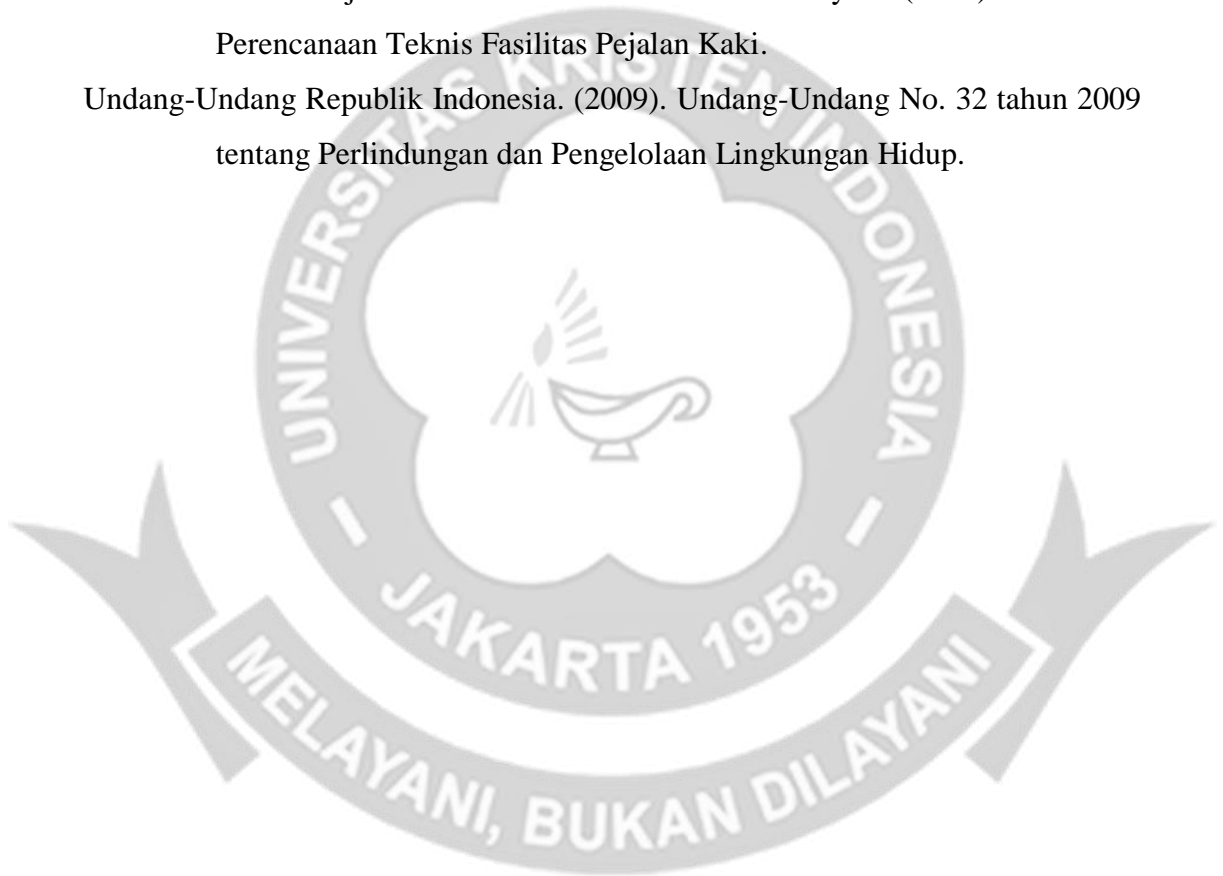 Perencanaan Teknis Fasilitas Pejalan Kaki.
Undang-Undang Republik Indonesia. (2009). Undang-Undang No. 32 tahun 2009
tentang Perlindungan dan Pengelolaan Lingkungan Hidup.
UNIVERSITAS KRISTEN INDONESIA
JAKARTA 1953
MELAYANI, BUKAN DILAYANI